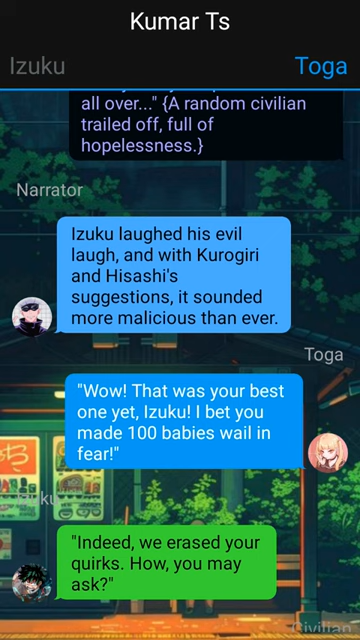 Kumar Ts
Izuku
Toga
all over..." {A random civilian
trailed off, full of
hopelessness.}
Narrator
Izuku laughed his evil
laugh, and with Kurogiri
and Hisashi's
suggestions, it sounded
more malicious than ever.
Toga
"Wow! That was your best
one yet, Izuku! I bet you
made 100 babies wail in
fear!"
Izuku
"Indeed, we erased your
quirks. How, you may
ask?"
Civilian